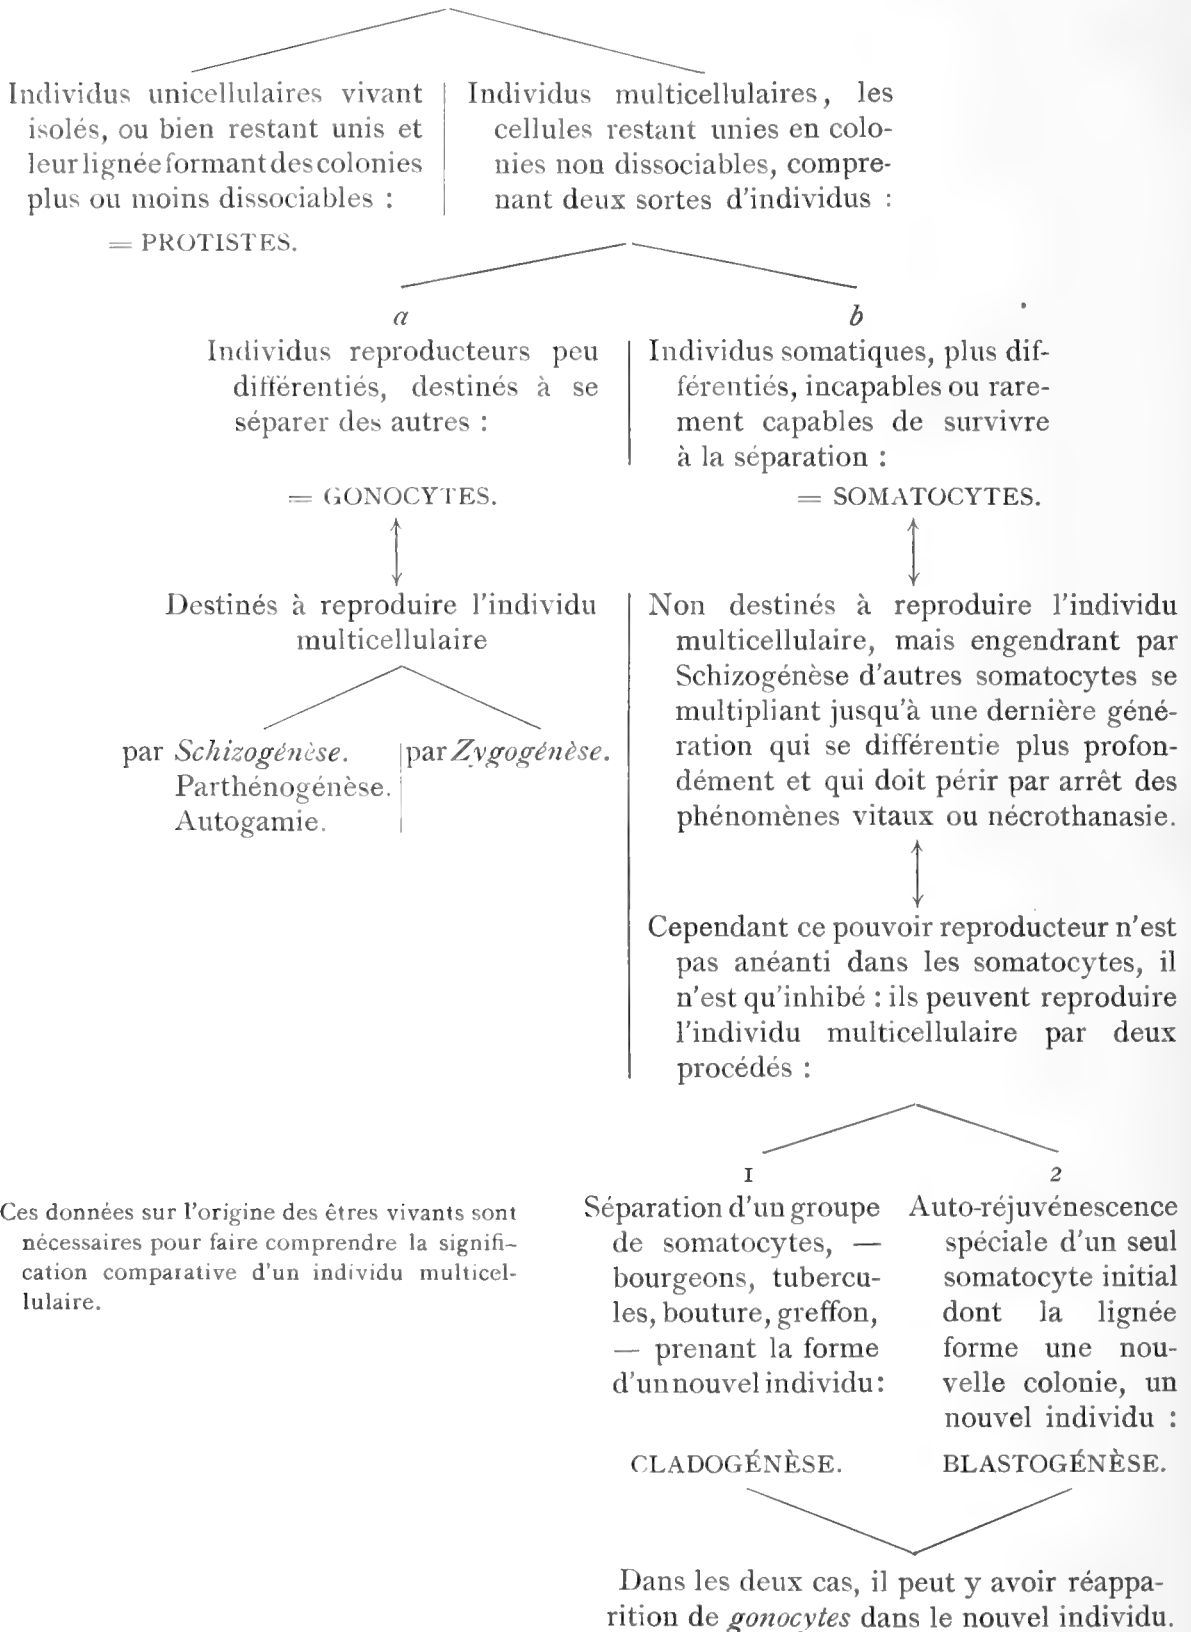 Individus unicellulaires vivant
isolés, ou bien restant unis et
leur lignée formant des colonies
plus ou moins dissociables :
= PROTISTES.
Individus multicellulaires, les
cellules restant unies en colo-
nies non dissociables, compre-
nant deux sortes d'individus :
a
Individus reproducteurs peu
différentiés, destinés à se
séparer des autres :
= GONOCYTES.
b
Individus somatiques, plus dif-
férentiés, incapables ou rare-
ment capables de survivre
à la séparation :
= SOMATOCYTES.
Destinés à reproduire l'individu
multicellulaire
par Schizogénèse.
Parthénogénèse.
Autogamie.
par Zygogénèse.
Non destinés à reproduire l'individu
multicellulaire, mais engendrant par
Schizogénèse d'autres somatocytes se
multipliant jusqu'à une dernière géné-
ration qui se différentie plus profon-
dément et qui doit périr par arrêt des
phénomènes vitaux ou nécrothanasie.
Cependant ce pouvoir reproducteur n'est
pas anéanti dans les somatocytes, il
n'est qu'inhibé : ils peuvent reproduire
l'individu multicellulaire par deux
procédés :
Ces données sur l'origine des êtres vivants sont
nécessaires pour faire comprendre la signifi-
cation comparative d'un individu multicel-
lulaire.
1
Séparation d'un groupe
de somatocytes, —
bourgeons, tubercu-
les, bouture, greffon,
— prenant la forme
d'un nouvel individu:
CLADOGÉNÈSE.
2
Auto-réjuvénescence
spéciale d'un seul
somatocyte initial
dont la lignée
forme une nou-
velle colonie, un
nouvel individu :
BLASTOGÉNÈSE.
Dans les deux cas, il peut y avoir réappa-
rition de gonocytes dans le nouvel individu.